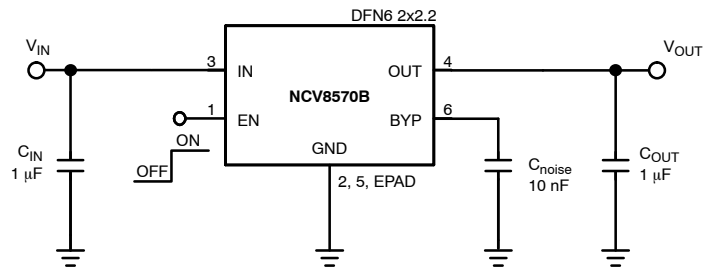 DFN6 2x2.2
V_IN
V_OUT
3
IN
OUT
4
NCV8570B
1
EN
BYP
6
ON
OFF
GND
C_IN
1 μF
2, 5, EPAD
C_noise
10 nF
C_OUT
1 μF